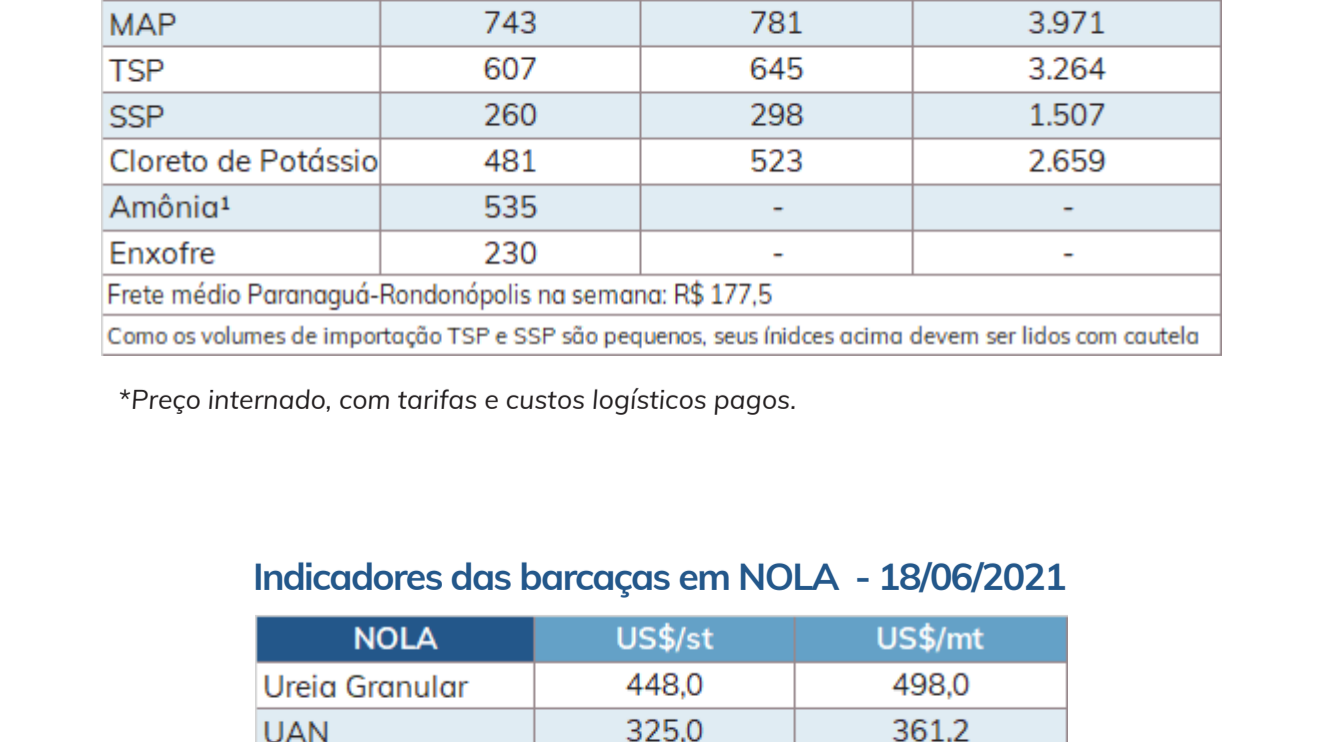 MAP 743 781 3.971
TSP 607 645 3.264
SSP 260 298 1.507
Cloreto de Potássio 481 523 2.659
Amônia¹ 535 - -
Enxofre 230 - -
Frete médio Paranaguá-Rondonópolis na semana: R$ 177,5
Como os volumes de importação TSP e SSP são pequenos, seus ínidces acima devem ser lidos com cautela
*Preço internado, com tarifas e custos logísticos pagos.
Indicadores das barcaças em NOLA - 18/06/2021
NOLA US$/st US$/mt
Ureia Granular 448,0 498,0
UAN 325,0 361,2